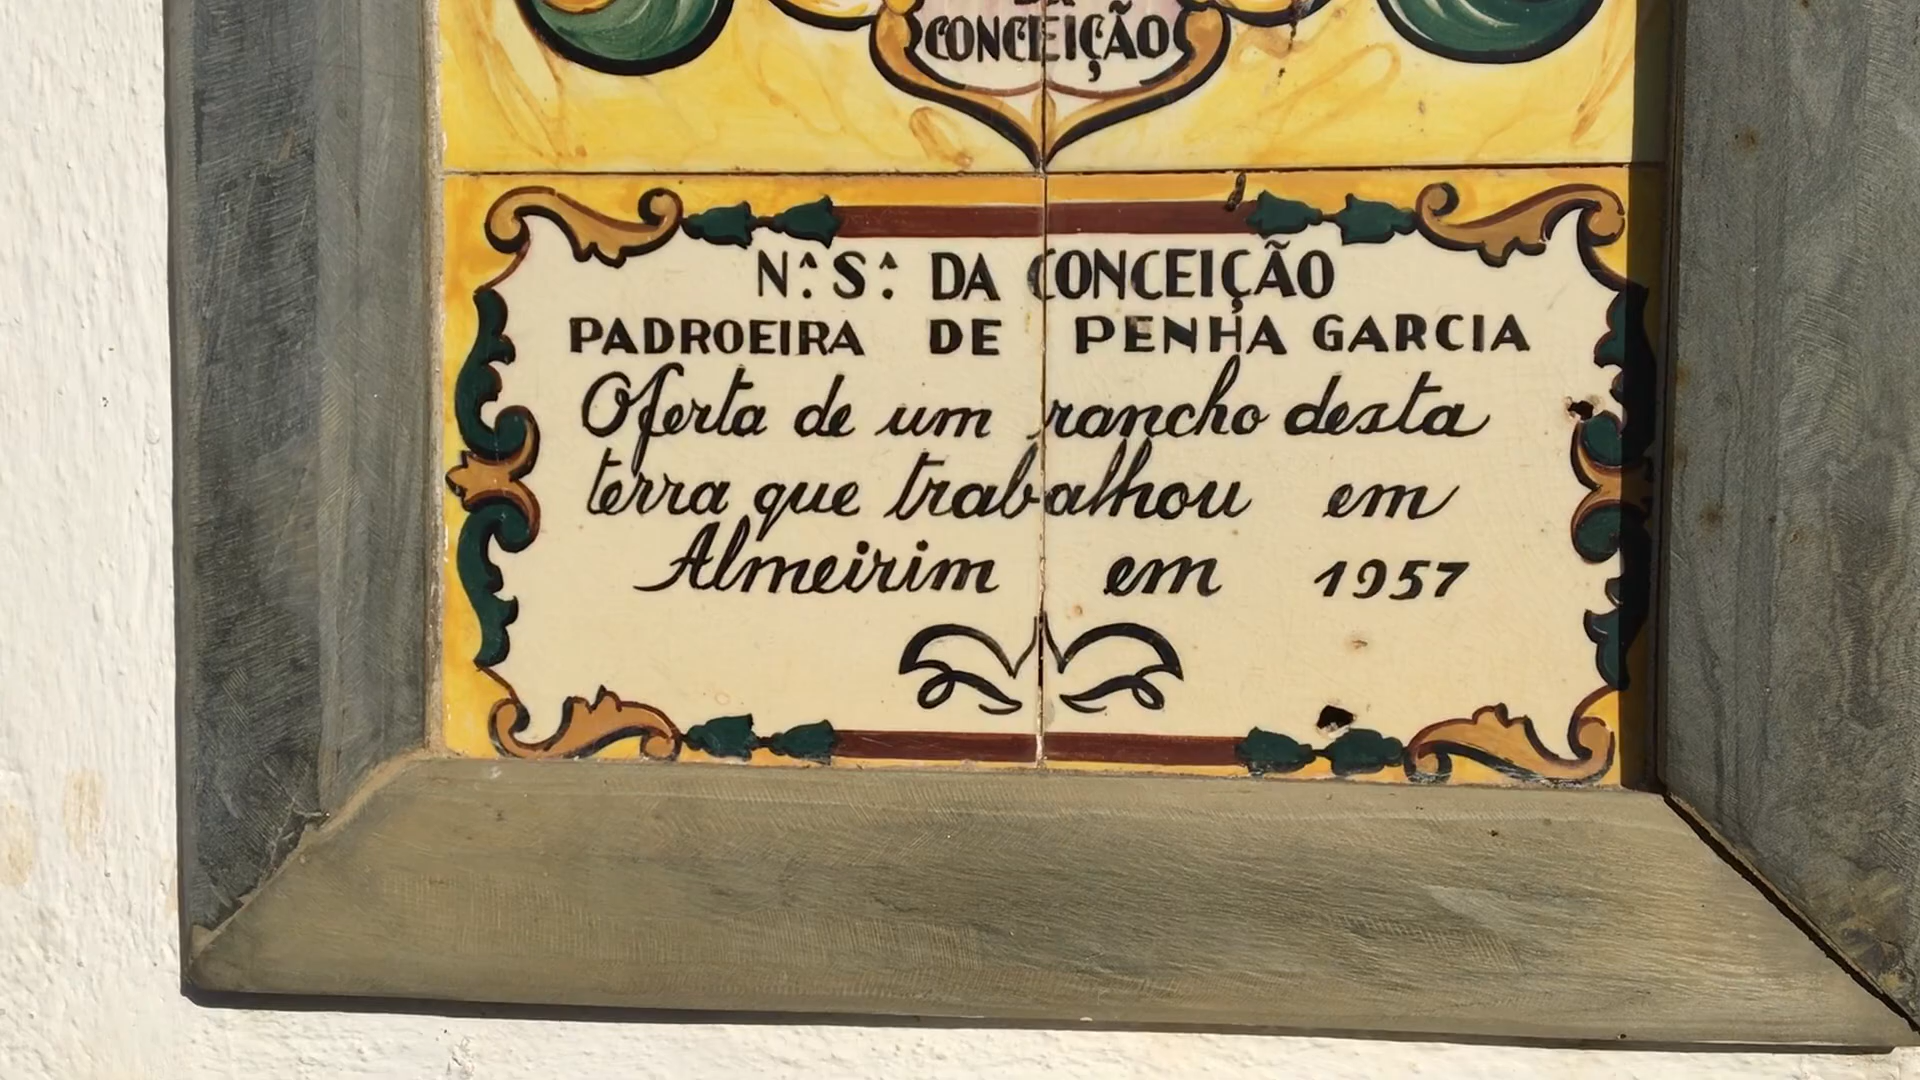 CONCEIÇÃO
Nª. Sª. DA CONCEIÇÃO
PADROEIRA DE PENHA GARCIA
Oferta de um rancho desta
terra que trabalhou em
Almeirim em 1957